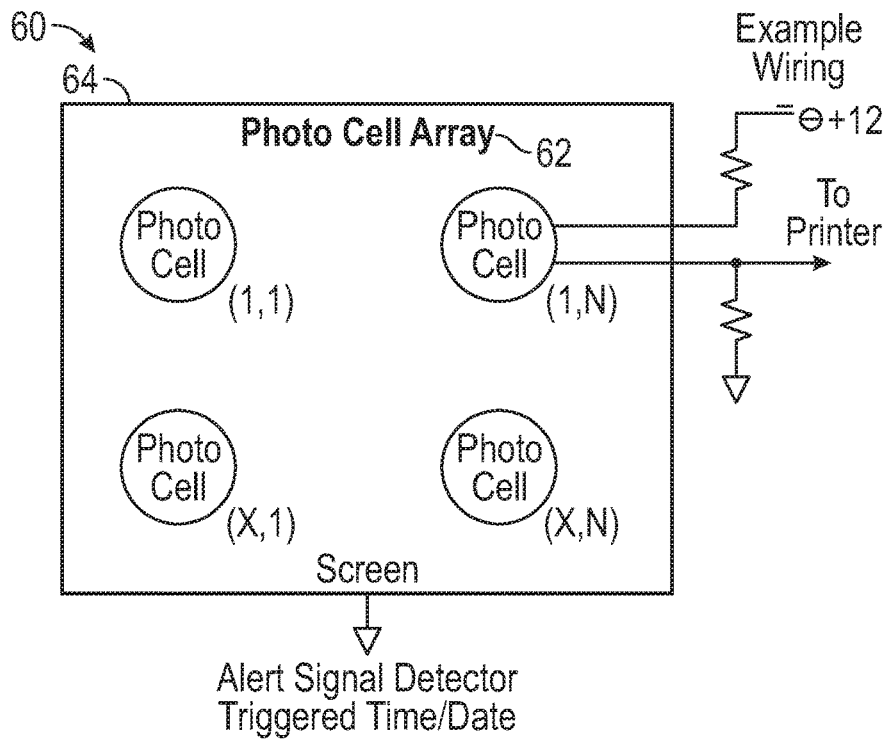 60
64
Example
Wiring
⊖+12
Photo Cell Array 62
To
Printer
Photo
Cell
(1,1)
Photo
Cell
(1,N)
Photo
Cell
(X,1)
Photo
Cell
(X,N)
Screen
Alert Signal Detector
Triggered Time/Date